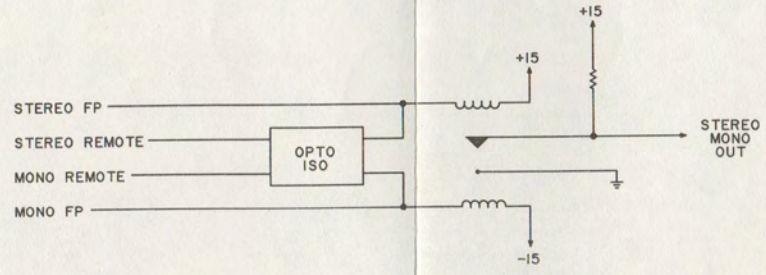 +15
+15
STEREO FP
STEREO REMOTE
MONO REMOTE
MONO FP
OPTO
ISO
STEREO
MONO
OUT
-15